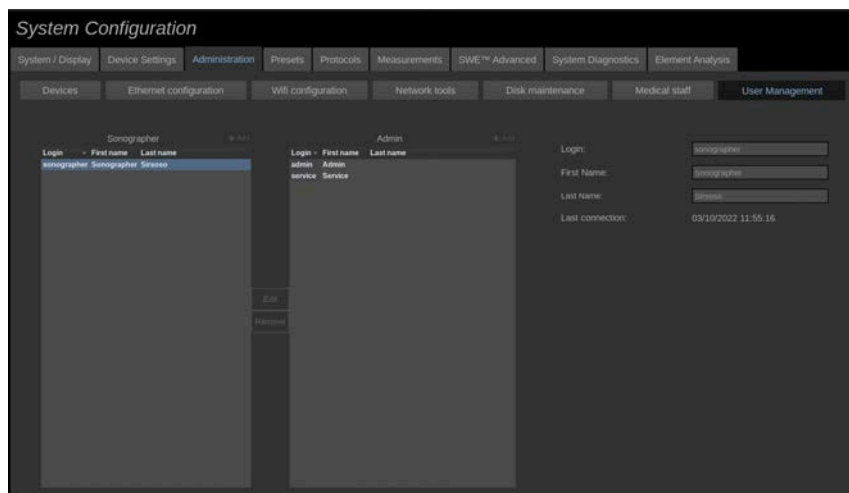 System Configuration
System / Display Device Settings Administration Presets Protocols Measurements SWE™ Advanced System Diagnostics Element Analysis
Devices Ethernet configuration Wifi configuration Network tools Disk maintenance Medical staff User Management
Sonographer Add Admin Add
Login First name Last name Login First name Last name
sonographer Sonographer Sirsoso admin Admin
service Service
Login: sonographer
First Name: Sonographer
Last Name: Sirsoso
Last connection: 03/10/2022 11:55:16
Edit
Remove